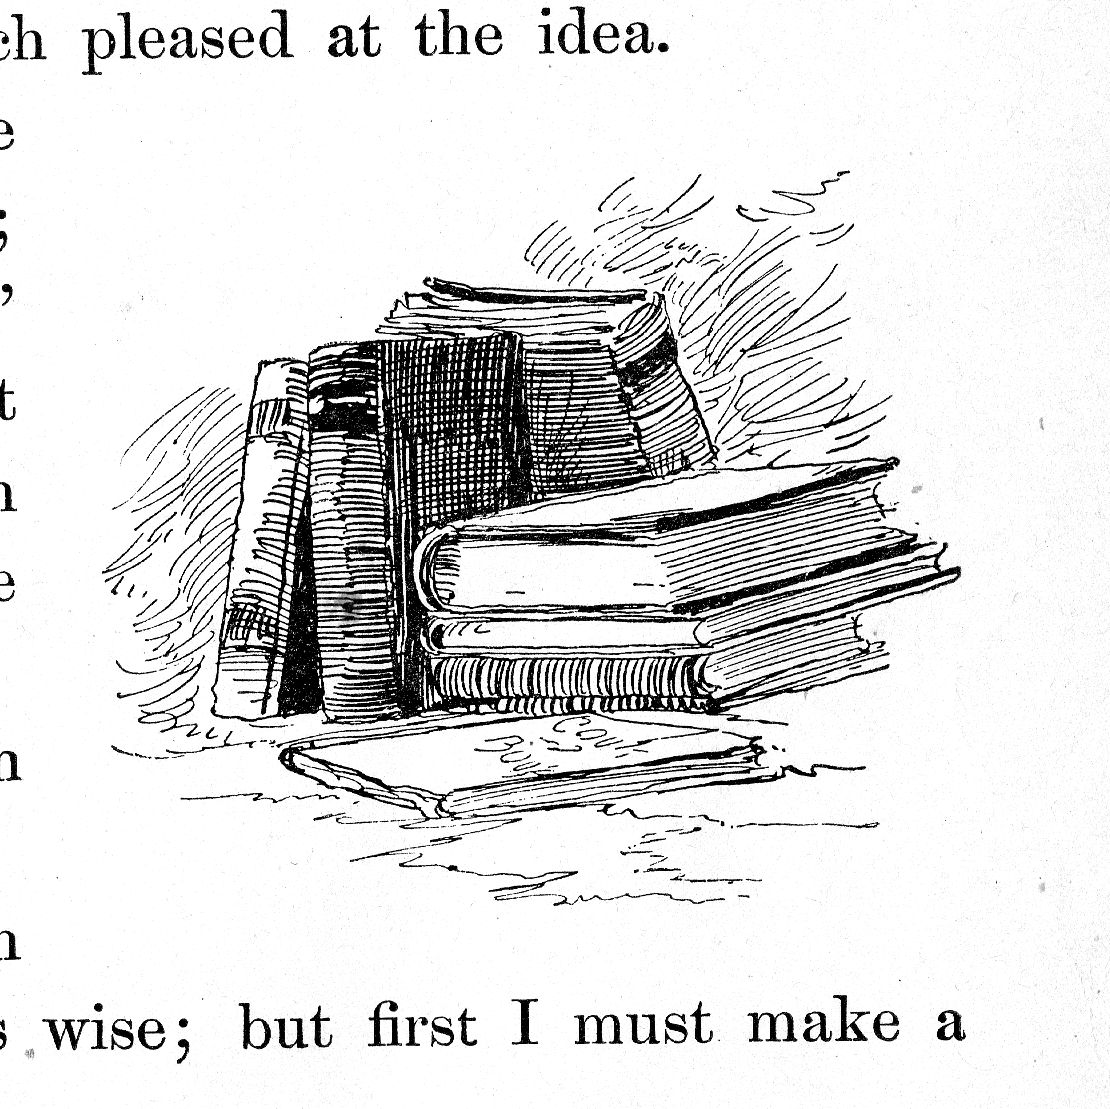 ch pleased at the idea.
e
;
,
t
n
e
n
n
s wise; but first I must make a